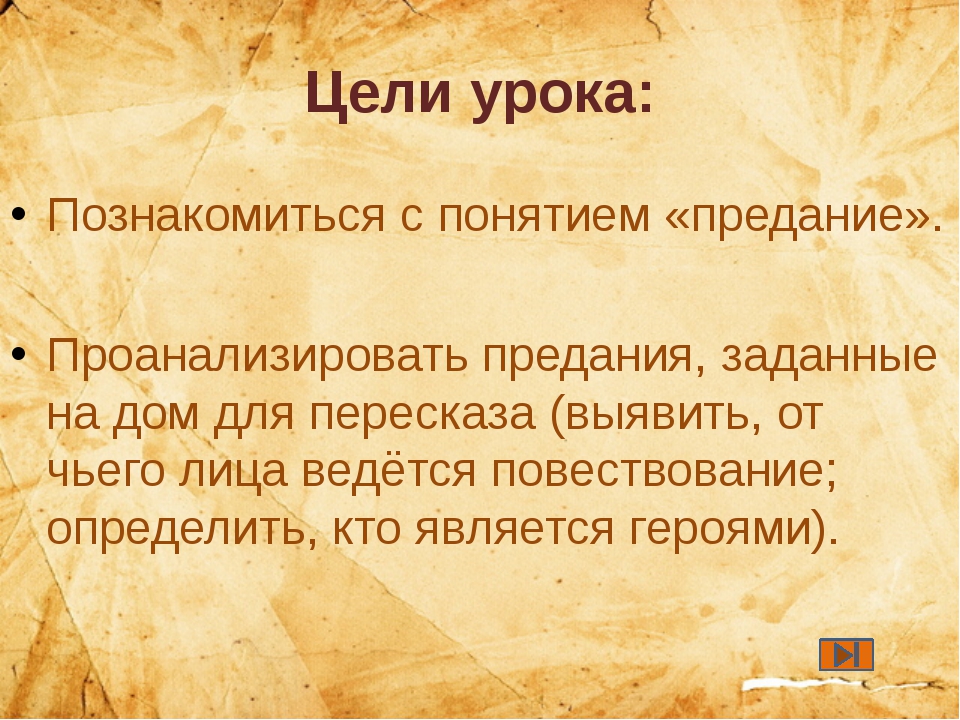 Цели урока:
• Познакомиться с понятием «предание».
• Проанализировать предания, заданные
на дом для пересказа (выявить, от
чьего лица ведётся повествование;
определить, кто является героями).